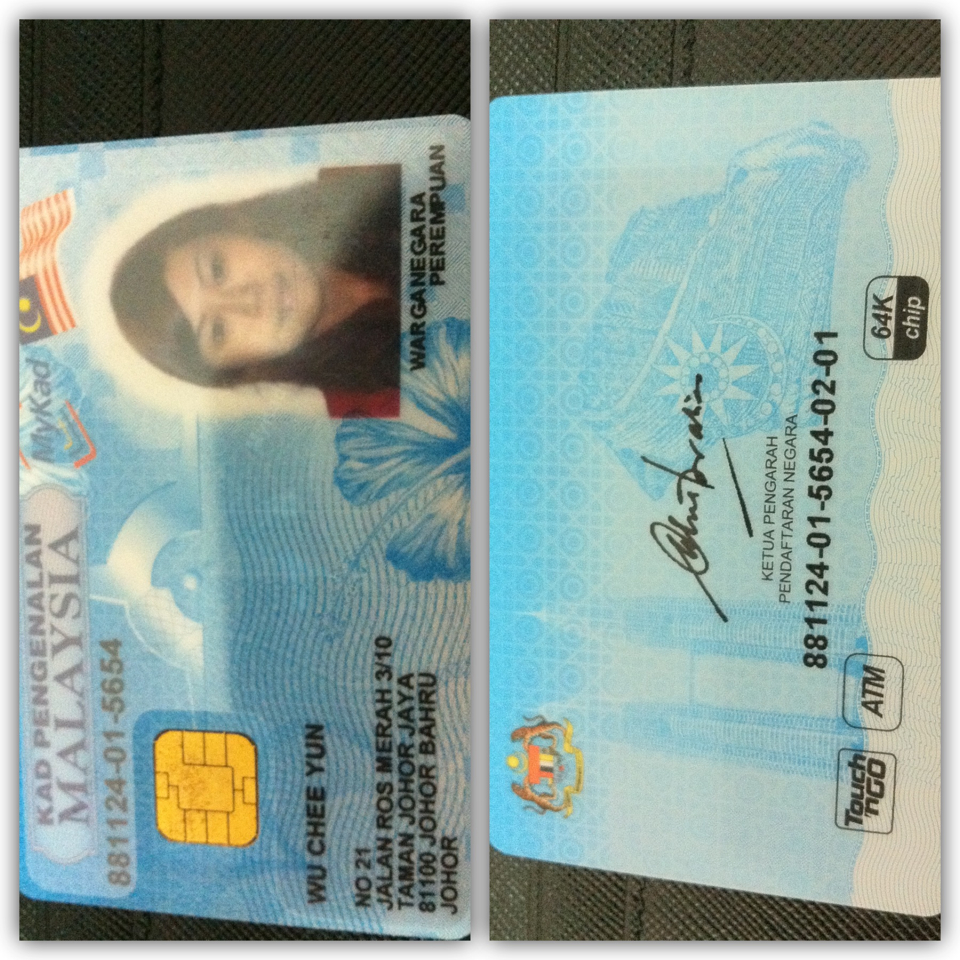 KAD PENGENALAN
MALAYSIA
MyKad
881124-01-5654
WU CHEE YUN
NO 21
JALAN ROS MERAH 3/10
TAMAN JOHOR JAYA
81100 JOHOR BAHRU
JOHOR
WARGANEGARA
PEREMPUAN
KETUA PENGARAH
PENDAFTARAN NEGARA
881124-01-5654-02-01
Touch
'nGO
ATM
64K
chip